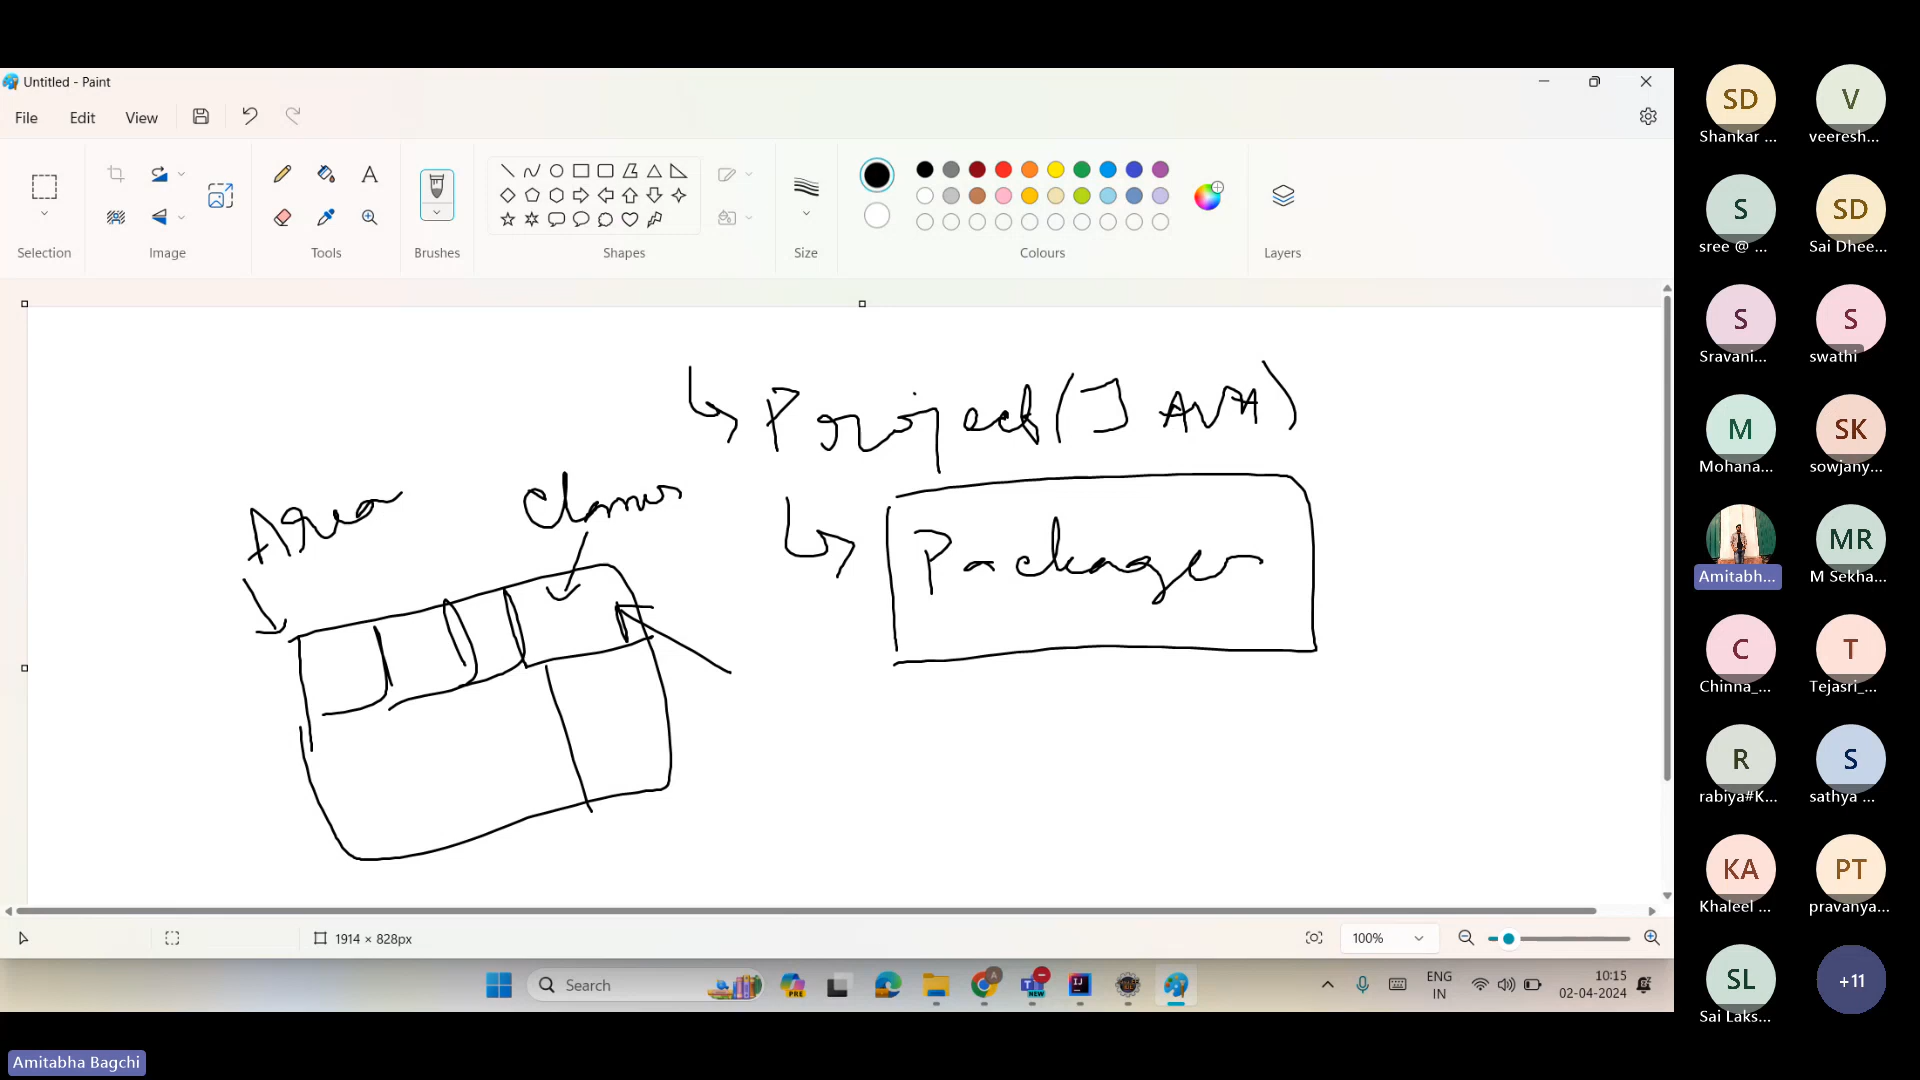 Untitled - Paint
File Edit View
Selection Image Tools Brushes Shapes Size Colours Layers
Project (JAVA)
Area
classes
Packages
1914 × 828px
100%
Search
PRE
NEW
IJ
A
ENG
IN
10:15
02-04-2024
SD V
Shankar ... veeresh...
S SD
sree @ ... Sai Dhee...
S S
Sravani... swathi
M SK
Mohana... sowjany...
MR
Amitabh... M Sekha...
C T
Chinna_... Tejasri_...
R S
rabiya#K... sathya ...
KA PT
Khaleel ... pravanya...
SL +11
Sai Laks...
Amitabha Bagchi